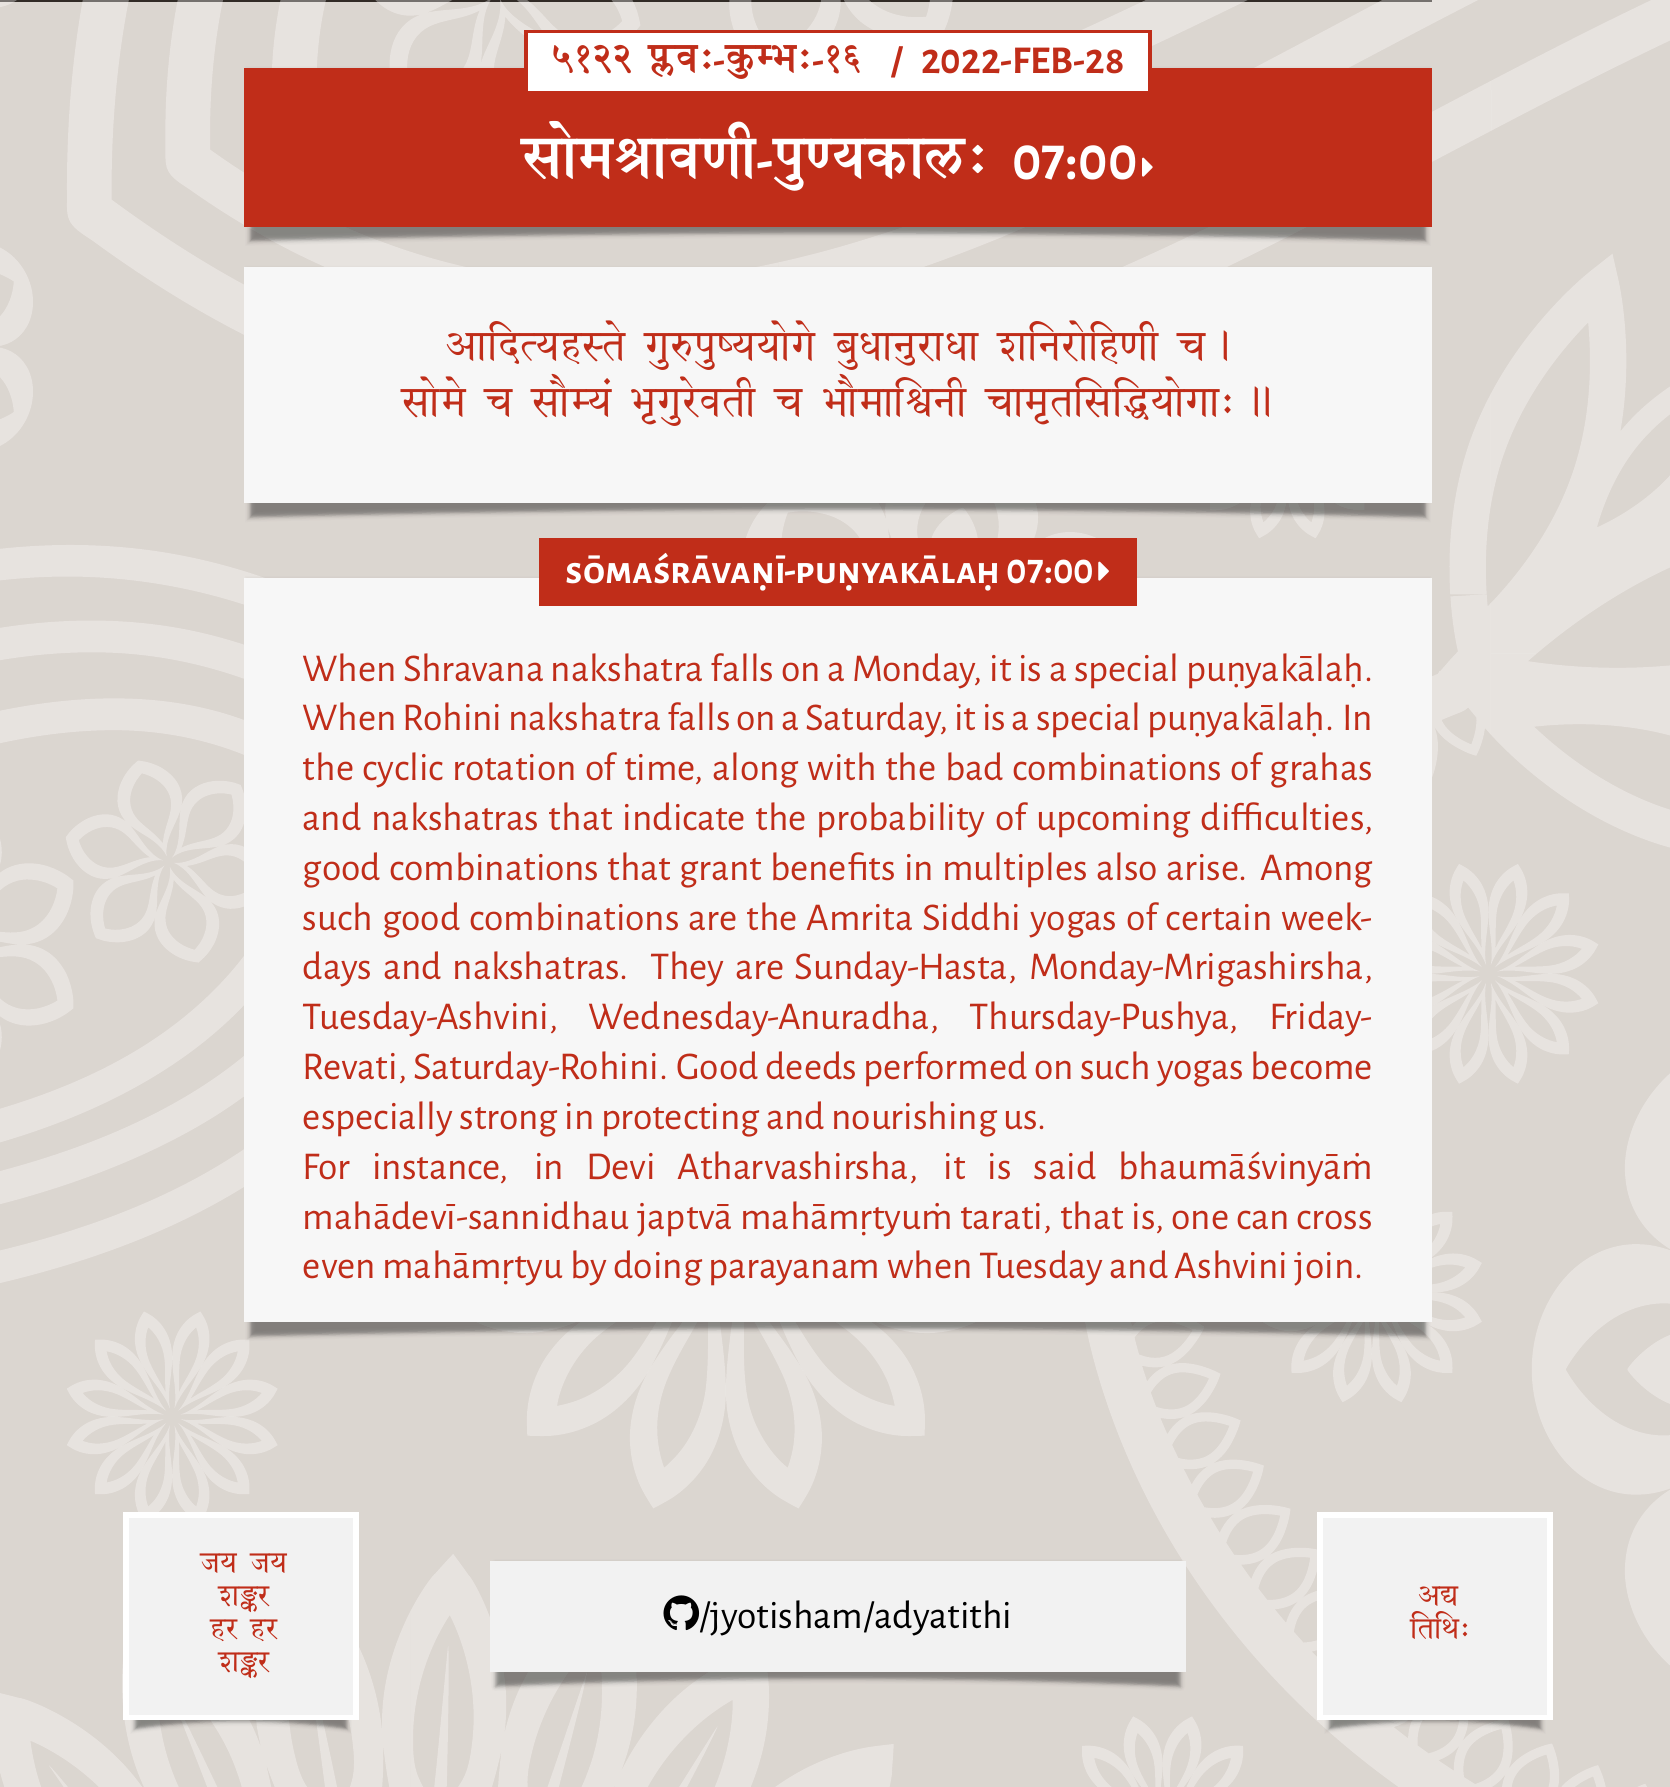 ५१२२ प्लवः-कुम्भः-१६ / 2022-FEB-28
सोमश्रावणी-पुण्यकालः 07:00
आदित्यहस्ते गुरुपुष्ययोगे बुधानुराधा शनिरोहिणी च।
सोमे च सौम्यं भृगुरेवती च भौमाश्विनी चामृतसिद्धियोगाः॥
SŌMAŚRĀVAṆĪ-PUṆYAKĀLAḤ 07:00
When Shravana nakshatra falls on a Monday, it is a special puṇyakālaḥ.
When Rohini nakshatra falls on a Saturday, it is a special puṇyakālaḥ. In
the cyclic rotation of time, along with the bad combinations of grahas
and nakshatras that indicate the probability of upcoming difficulties,
good combinations that grant benefits in multiples also arise. Among
such good combinations are the Amrita Siddhi yogas of certain week-
days and nakshatras. They are Sunday-Hasta, Monday-Mrigashirsha,
Tuesday-Ashvini, Wednesday-Anuradha, Thursday-Pushya, Friday-
Revati, Saturday-Rohini. Good deeds performed on such yogas become
especially strong in protecting and nourishing us.
For instance, in Devi Atharvashirsha, it is said bhaumāśvinyāṁ
mahādevī-sannidhau japtvā mahāmṛtyuṁ tarati, that is, one can cross
even mahāmṛtyu by doing parayanam when Tuesday and Ashvini join.
जय जय
शङ्कर
हर हर
शङ्कर
/jyotisham/adyatithi
अद्य
तिथिः